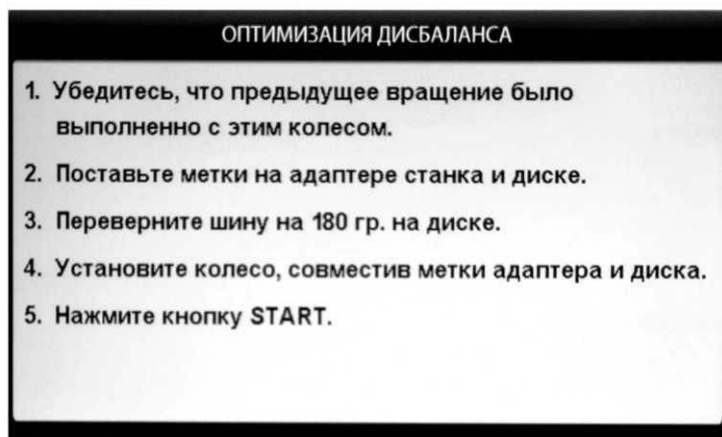 ОПТИМИЗАЦИЯ ДИСБАЛАНСА
1. Убедитесь, что предыдущее вращение было
выполненно с этим колесом.
2. Поставьте метки на адаптере станка и диске.
3. Переверните шину на 180 гр. на диске.
4. Установите колесо, совместив метки адаптера и диска.
5. Нажмите кнопку START.